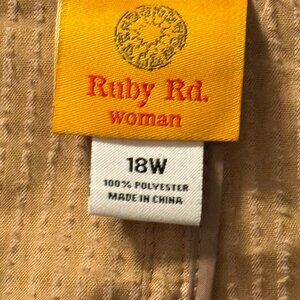 Ruby Rd.
woman
18W
100% POLYESTER
MADE IN CHINA